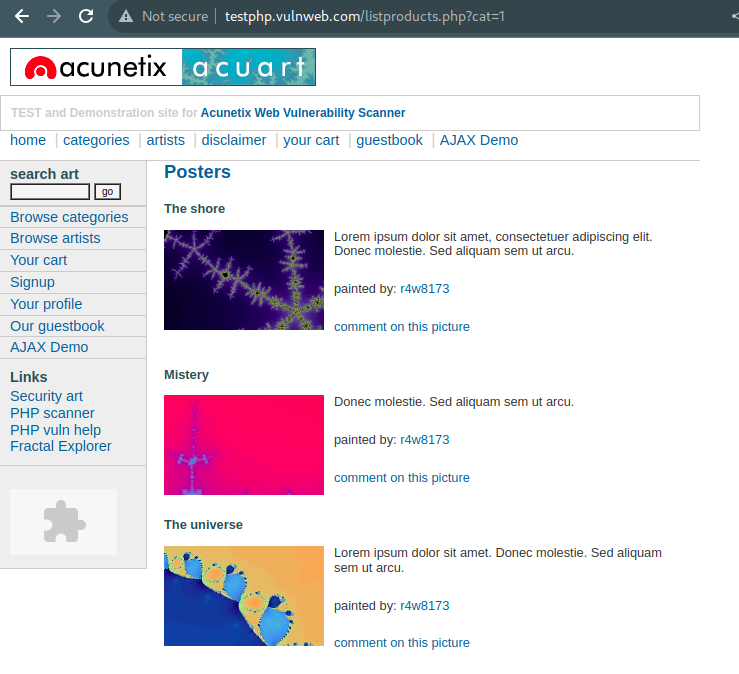 Not secure testphp.vulnweb.com/listproducts.php?cat=1
acunetix acuart
TEST and Demonstration site for Acunetix Web Vulnerability Scanner
home | categories | artists | disclaimer | your cart | guestbook | AJAX Demo
search art
go
Browse categories
Browse artists
Your cart
Signup
Your profile
Our guestbook
AJAX Demo
Links
Security art
PHP scanner
PHP vuln help
Fractal Explorer
Posters
The shore
Lorem ipsum dolor sit amet, consectetuer adipiscing elit.
Donec molestie. Sed aliquam sem ut arcu.
painted by: r4w8173
comment on this picture
Mistery
Donec molestie. Sed aliquam sem ut arcu.
painted by: r4w8173
comment on this picture
The universe
Lorem ipsum dolor sit amet. Donec molestie. Sed aliquam
sem ut arcu.
painted by: r4w8173
comment on this picture